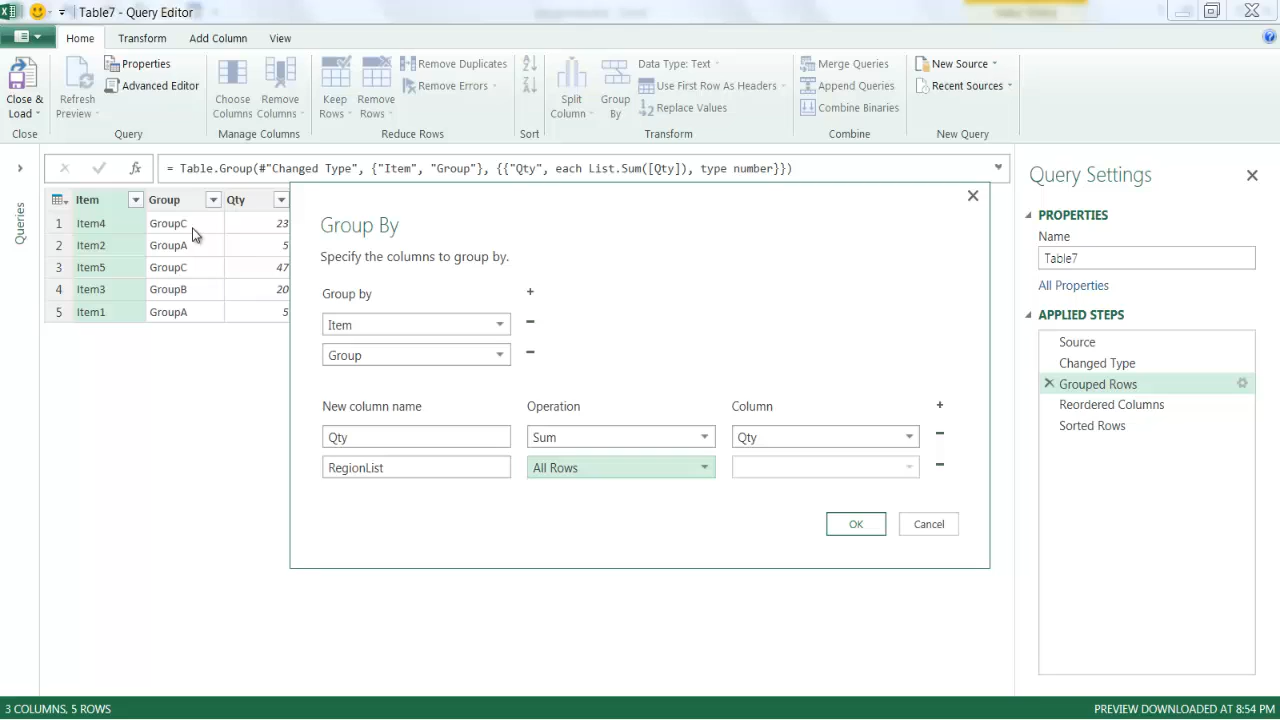 Table7 - Query Editor
Home Transform Add Column View
Close & Load
Refresh Preview
Properties
Advanced Editor
Choose Columns
Remove Columns
Keep Rows
Remove Rows
Remove Duplicates
Remove Errors
Split Column
Group By
Data Type: Text
Use First Row As Headers
Replace Values
Merge Queries
Append Queries
Combine Binaries
New Source
Recent Sources
Close Query Manage Columns Reduce Rows Sort Transform Combine New Query
= Table.Group(#"Changed Type", {"Item", "Group"}, {{"Qty", each List.Sum([Qty]), type number}})
Queries
Item Group Qty
1 Item4 GroupC 23
2 Item2 GroupA 5
3 Item5 GroupC 47
4 Item3 GroupB 20
5 Item1 GroupA 5
Group By
Specify the columns to group by.
Group by
Item
Group
New column name Operation Column
Qty Sum Qty
RegionList All Rows
OK Cancel
Query Settings
PROPERTIES
Name
Table7
All Properties
APPLIED STEPS
Source
Changed Type
Grouped Rows
Reordered Columns
Sorted Rows
3 COLUMNS, 5 ROWS
PREVIEW DOWNLOADED AT 8:54 PM